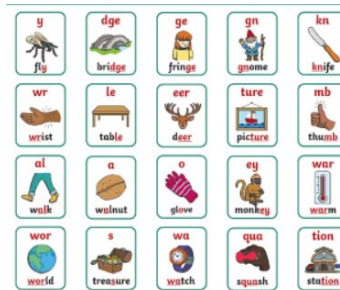 y dge ge gn kn
fly bridge fringe gnome knife
wr le eer ture mb
wrist table deer picture thumb
al a o ey war
walk walnut glove monkey warm
wor s wa qua tion
world treasure watch squash station